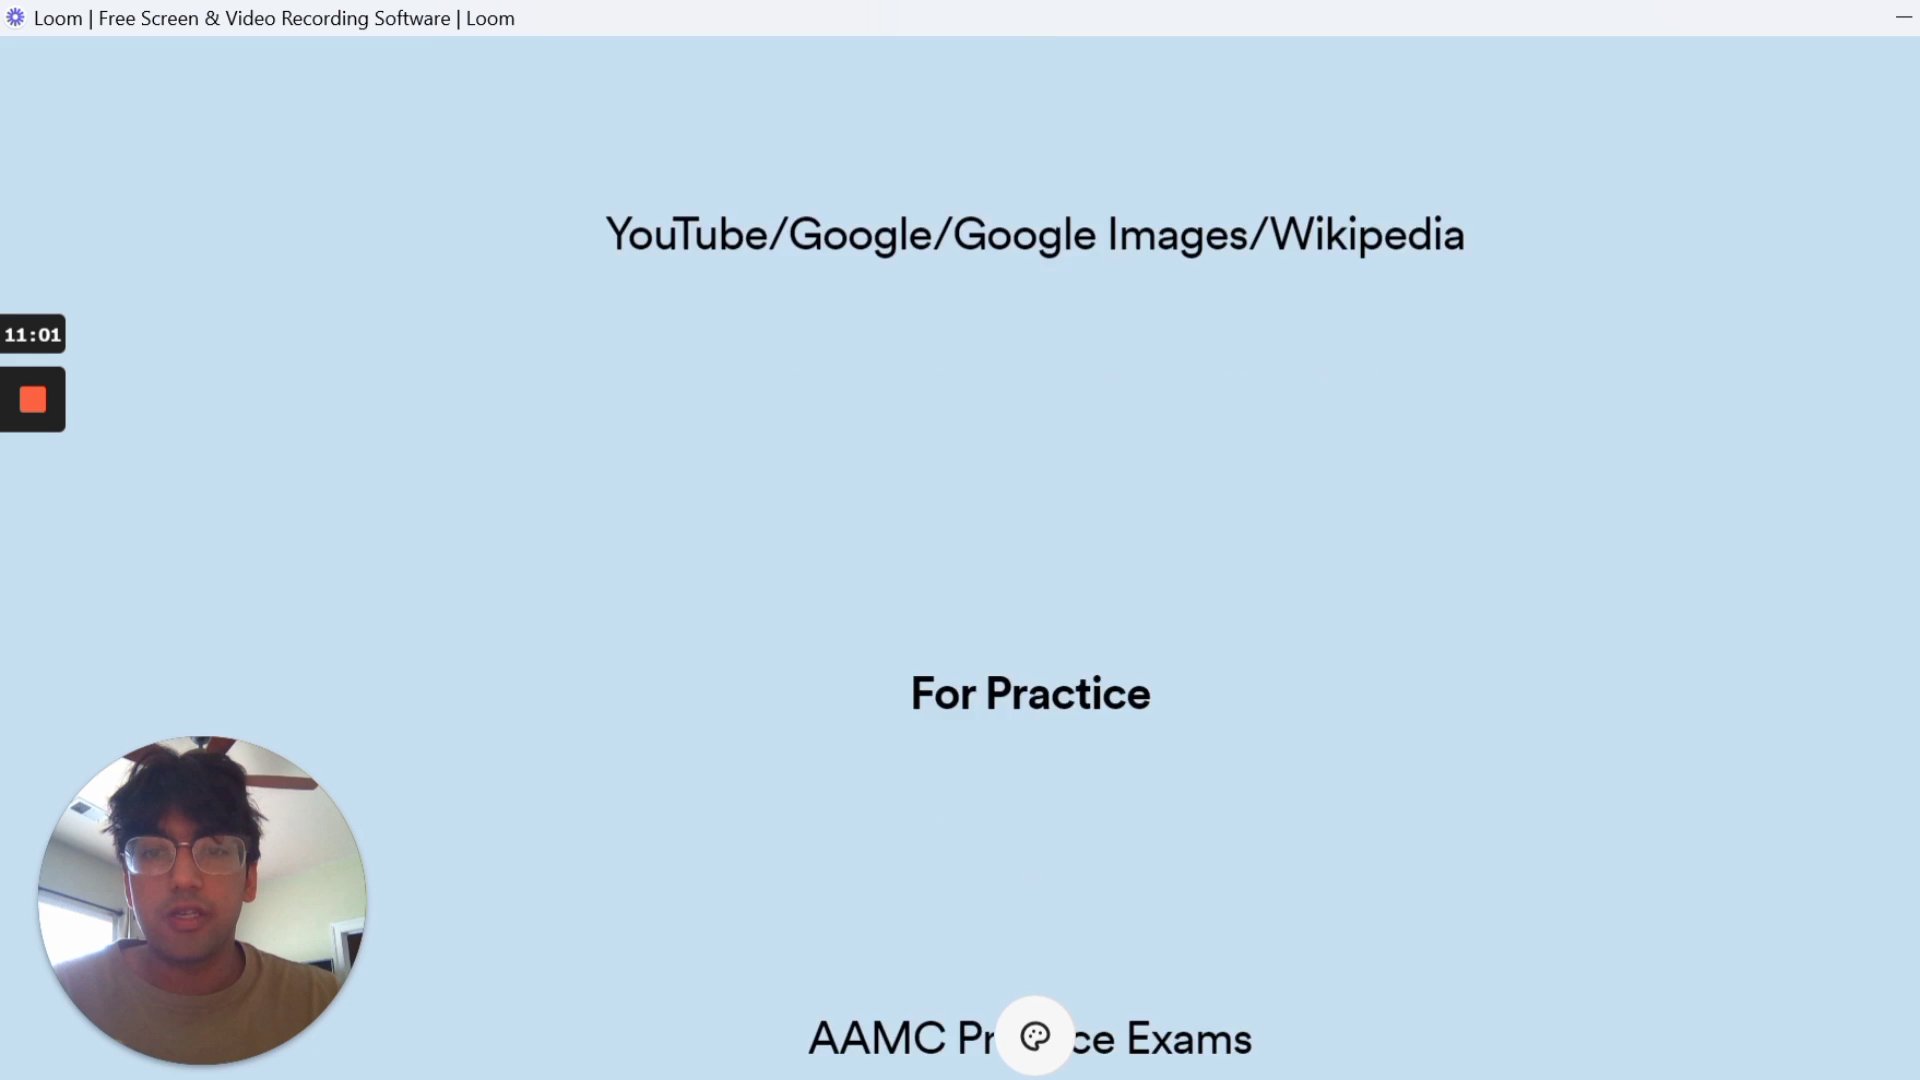 Loom | Free Screen & Video Recording Software | Loom
YouTube/Google/Google Images/Wikipedia
11:01
For Practice
AAMC Pr ce Exams